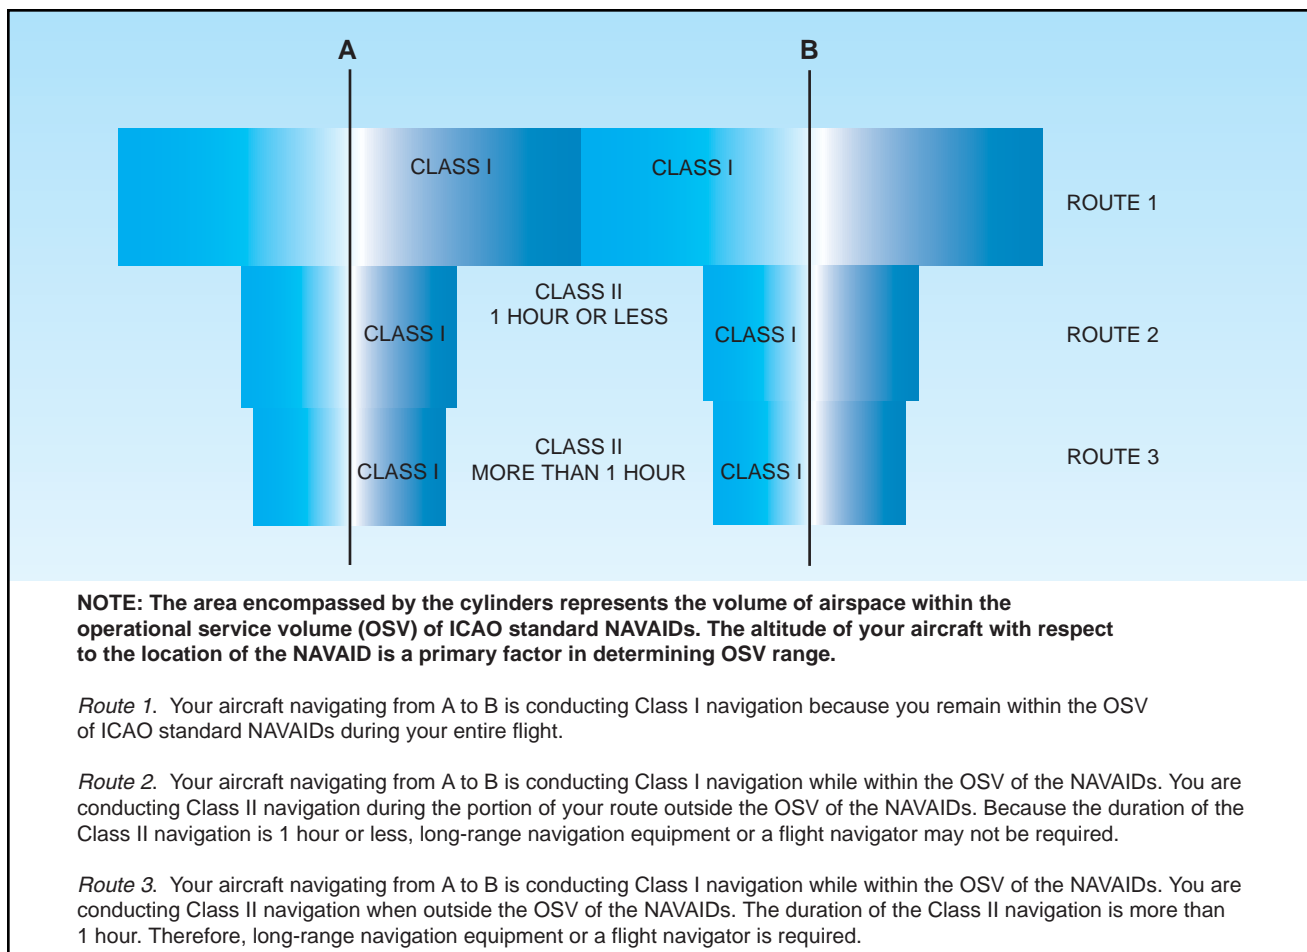 A
B
CLASS I
CLASS I
ROUTE 1
CLASS II
1 HOUR OR LESS
CLASS I
CLASS I
ROUTE 2
CLASS II
MORE THAN 1 HOUR
CLASS I
CLASS I
ROUTE 3
NOTE: The area encompassed by the cylinders represents the volume of airspace within the
operational service volume (OSV) of ICAO standard NAVAIDs. The altitude of your aircraft with respect
to the location of the NAVAID is a primary factor in determining OSV range.
Route 1. Your aircraft navigating from A to B is conducting Class I navigation because you remain within the OSV
of ICAO standard NAVAIDs during your entire flight.
Route 2. Your aircraft navigating from A to B is conducting Class I navigation while within the OSV of the NAVAIDs. You are
conducting Class II navigation during the portion of your route outside the OSV of the NAVAIDs. Because the duration of the
Class II navigation is 1 hour or less, long-range navigation equipment or a flight navigator may not be required.
Route 3. Your aircraft navigating from A to B is conducting Class I navigation while within the OSV of the NAVAIDs. You are
conducting Class II navigation when outside the OSV of the NAVAIDs. The duration of the Class II navigation is more than
1 hour. Therefore, long-range navigation equipment or a flight navigator is required.